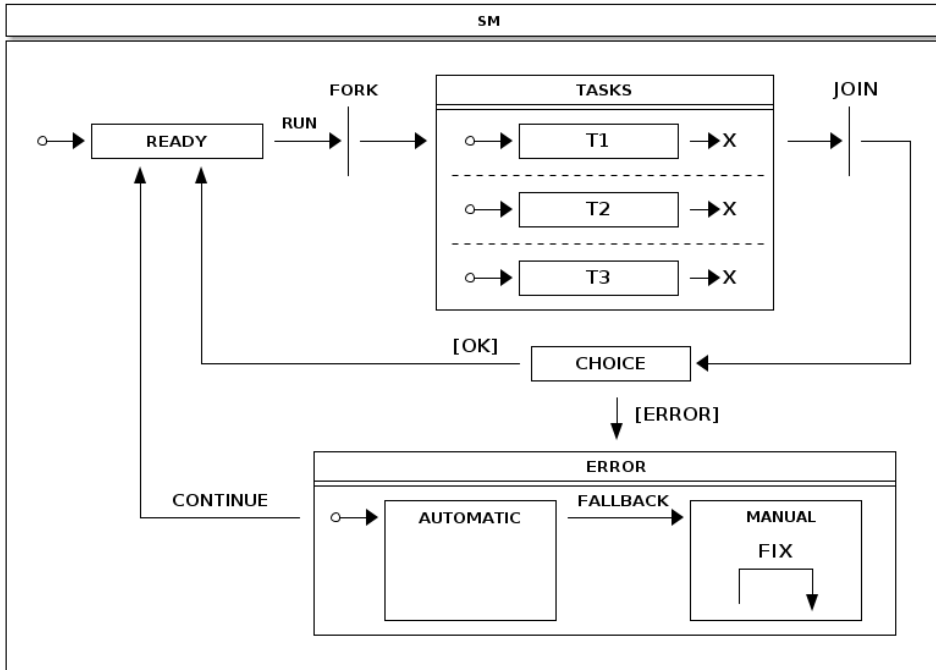 SM
FORK
TASKS
JOIN
READY
RUN
T1
X
T2
X
T3
X
[OK]
CHOICE
[ERROR]
ERROR
CONTINUE
AUTOMATIC
FALLBACK
MANUAL
FIX